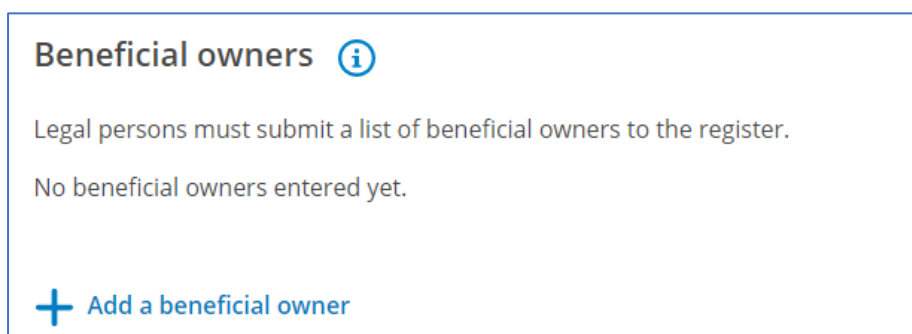 Beneficial owners
Legal persons must submit a list of beneficial owners to the register.
No beneficial owners entered yet.
Add a beneficial owner